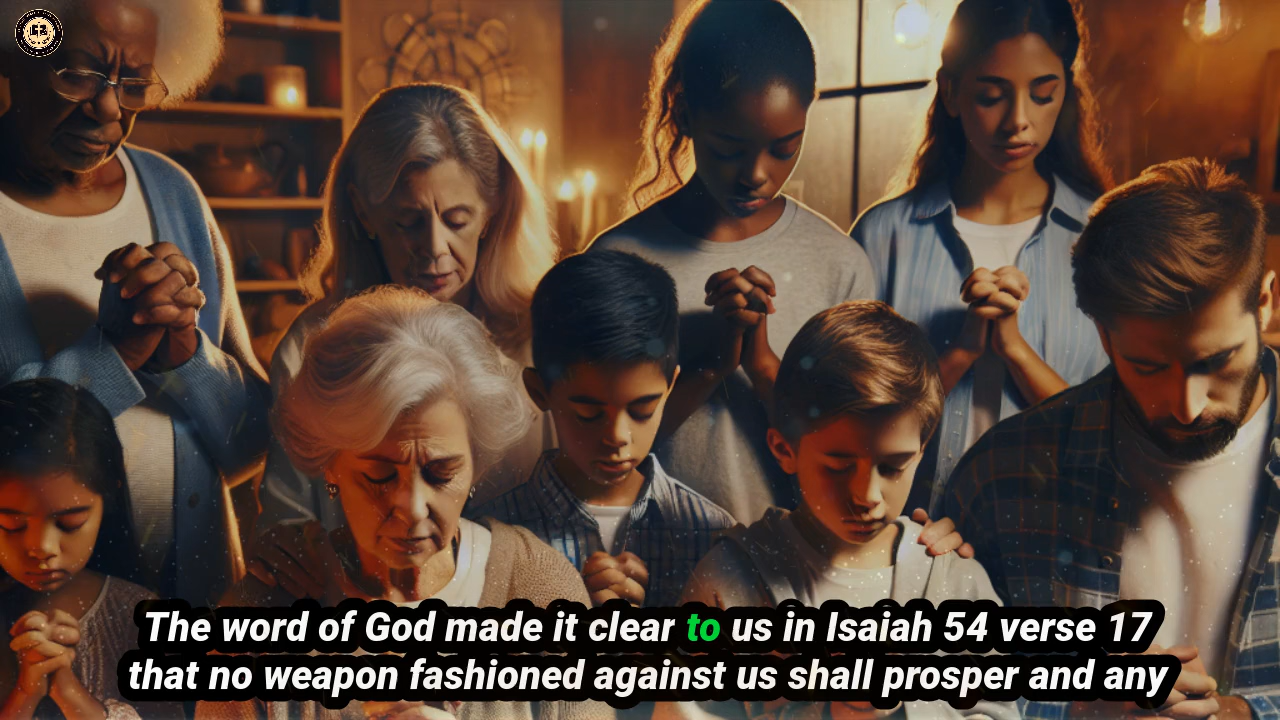 The word of God made it clear to us in Isaiah 54 verse 17
that no weapon fashioned against us shall prosper and any